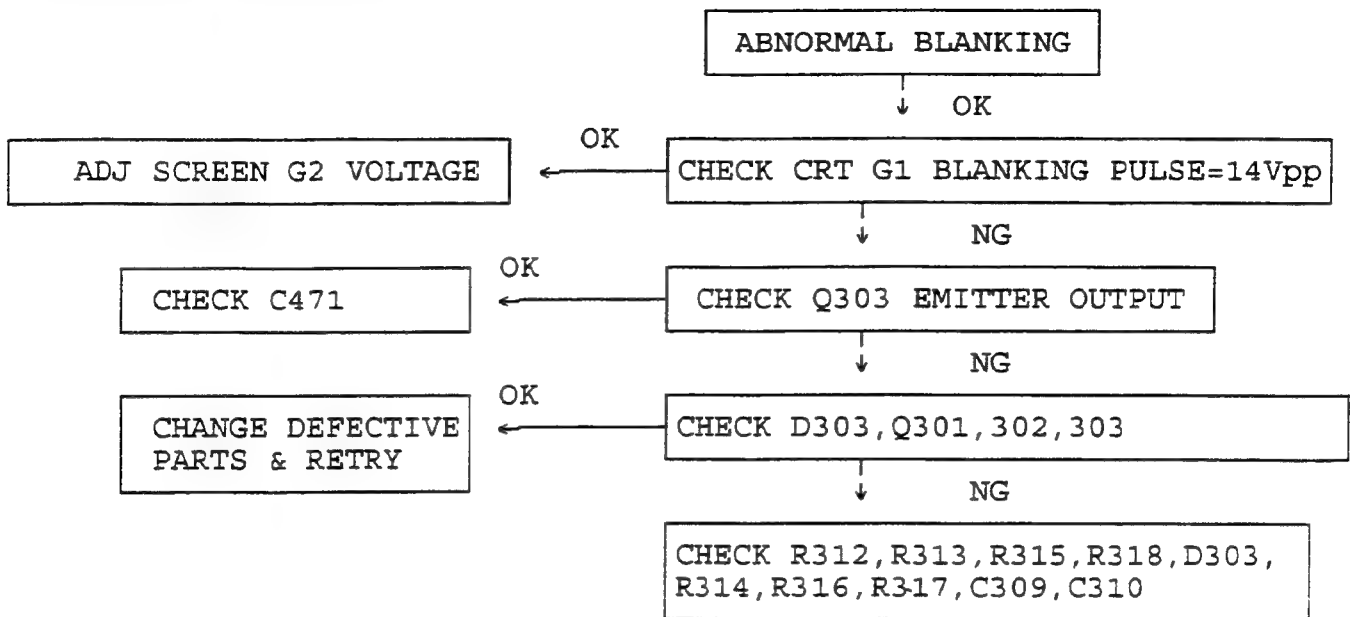 ABNORMAL BLANKING
OK
OK
ADJ SCREEN G2 VOLTAGE
CHECK CRT G1 BLANKING PULSE=14Vpp
NG
OK
CHECK C471
CHECK Q303 EMITTER OUTPUT
NG
OK
CHANGE DEFECTIVE
PARTS & RETRY
CHECK D303,Q301,302,303
NG
CHECK R312,R313,R315,R318,D303,
R314,R316,R317,C309,C310